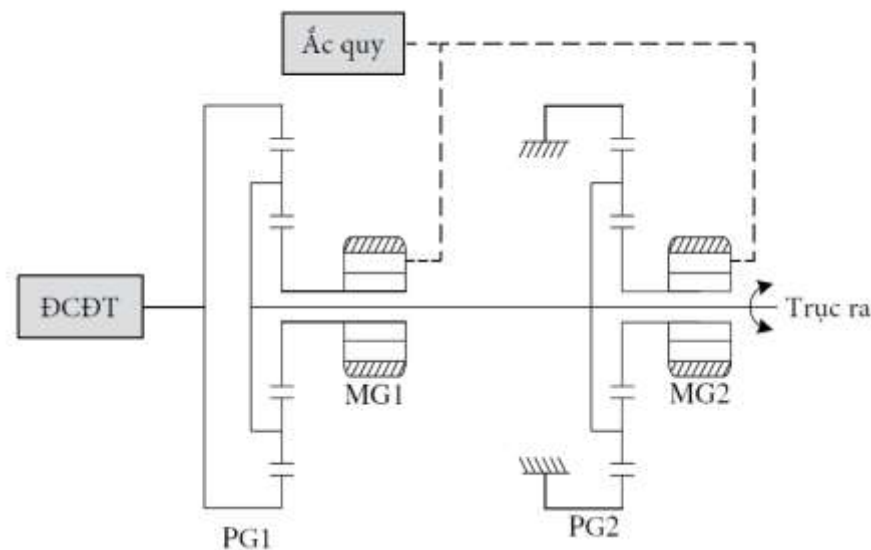 Ắc quy
ĐCĐT
Trục ra
MG1
MG2
PG1
PG2